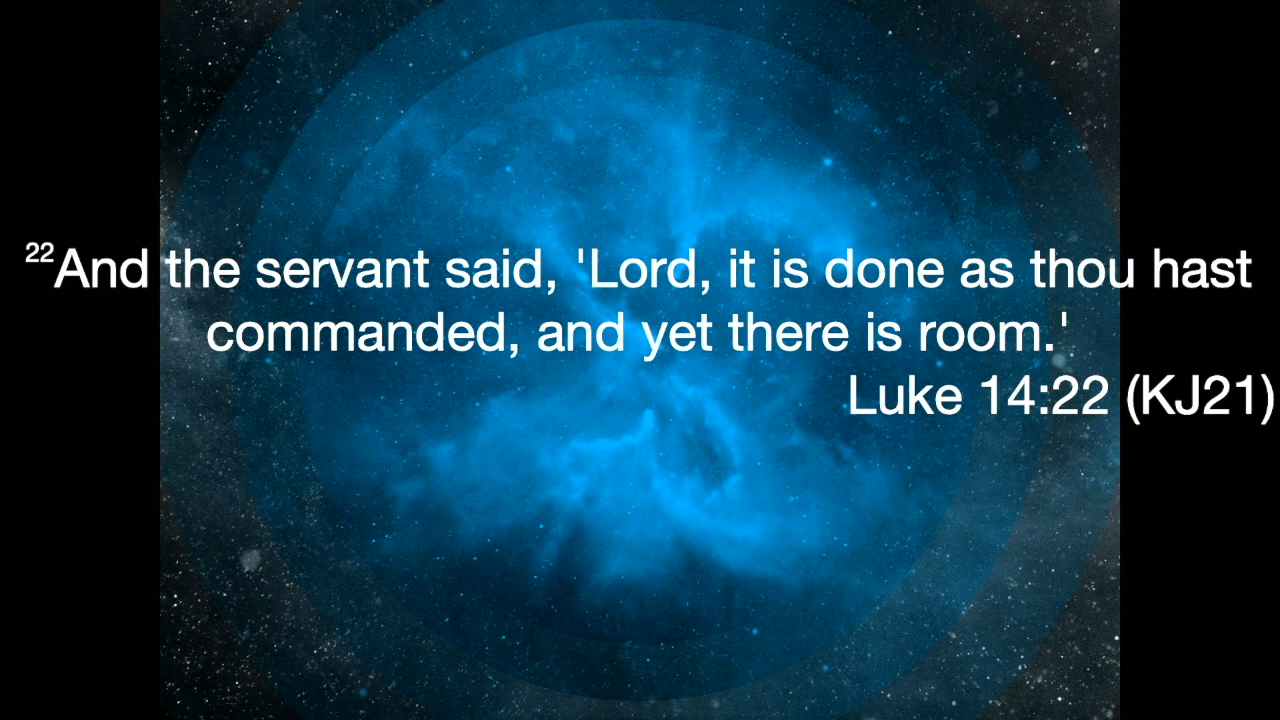 ²²And the servant said, 'Lord, it is done as thou hast
commanded, and yet there is room.'
Luke 14:22 (KJ21)